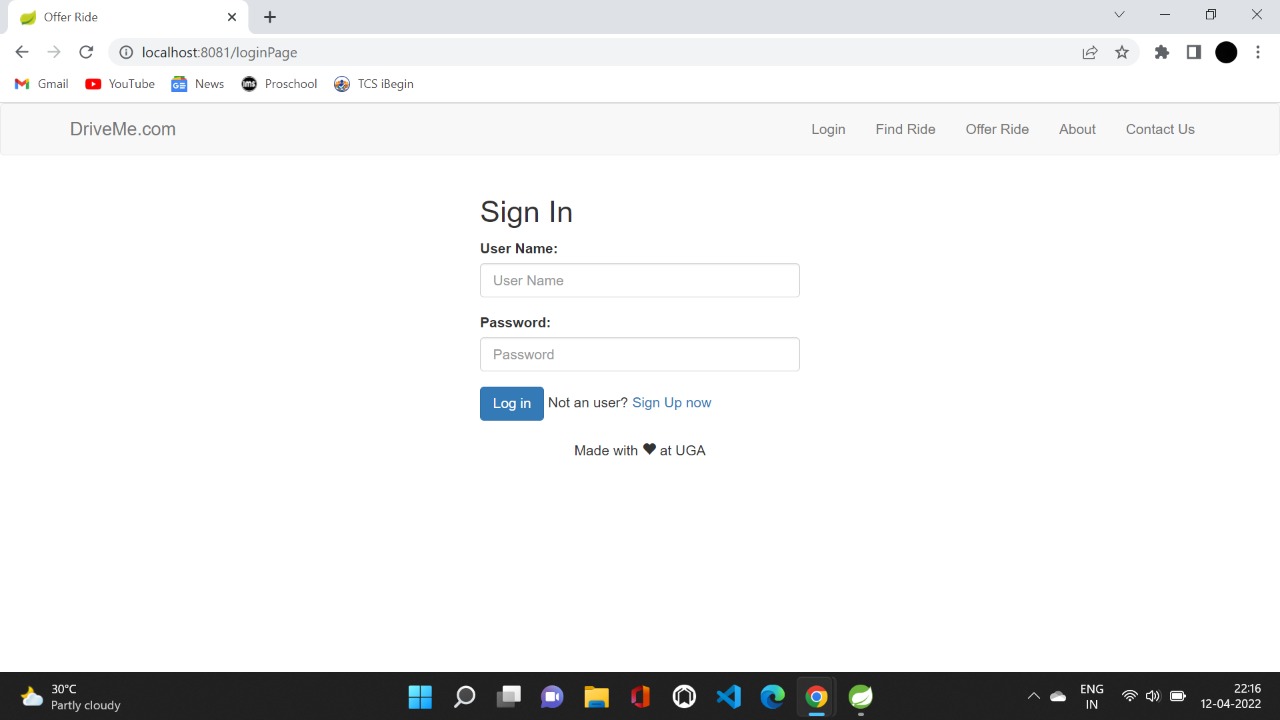 Offer Ride
localhost:8081/loginPage
Gmail YouTube News Proschool TCS iBegin
DriveMe.com Login Find Ride Offer Ride About Contact Us
Sign In
User Name:
User Name
Password:
Password
Log in Not an user? Sign Up now
Made with ♥ at UGA
30°C
Partly cloudy
ENG
IN
22:16
12-04-2022